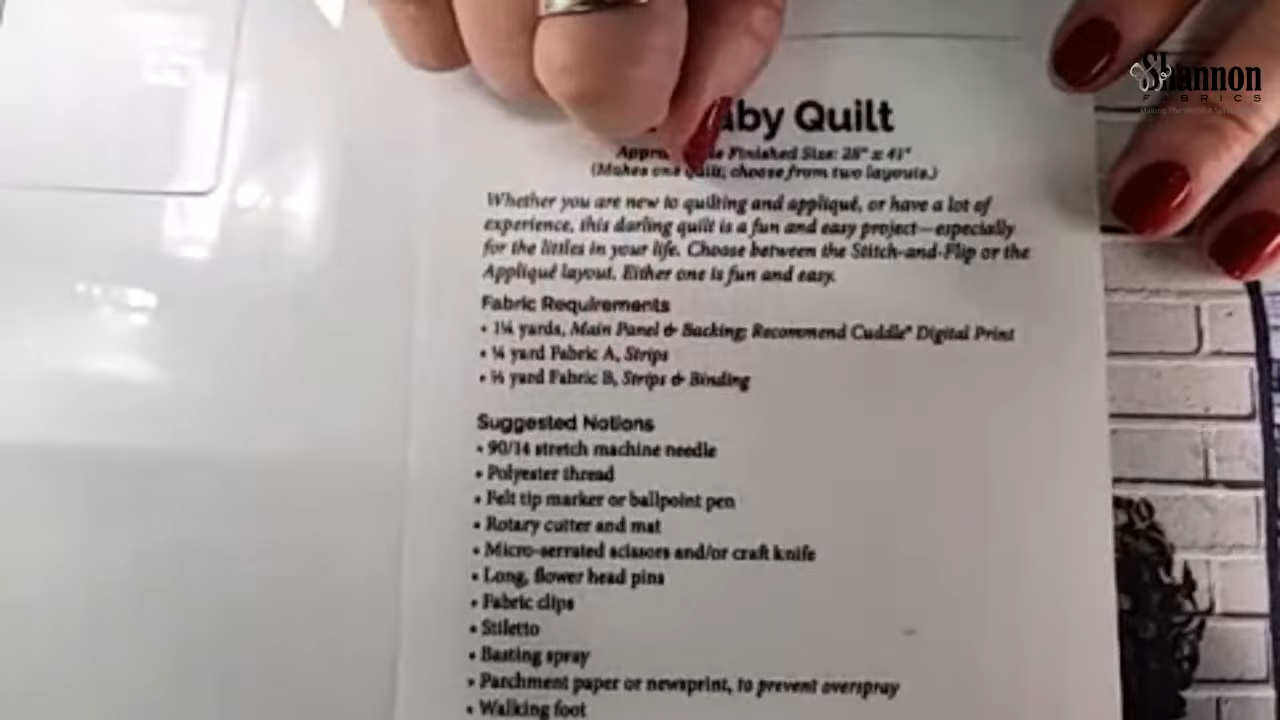 Shannon
FABRICS
aby Quilt
Finished Size: 28" x 41"
(Makes one quilt; choose from two layouts.)
Whether you are new to quilting and appliqué, or have a lot of
experience, this darling quilt is a fun and easy project—especially
for the littles in your life. Choose between the Stitch-and-Flip or the
Appliqué layout. Either one is fun and easy.
Fabric Requirements
• yards, Main Panel & Backing; Recommend Cuddle® Digital Print
• yard Fabric A, Strips
• yard Fabric B, Strips & Binding
Suggested Notions
• 90/14 stretch machine needle
• Polyester thread
• Felt tip marker or ballpoint pen
• Rotary cutter and mat
• Micro-serrated scissors and/or craft knife
• Long, flower head pins
• Fabric clips
• Stiletto
• Basting spray
• Parchment paper or newsprint, to prevent overspray
• Walking foot